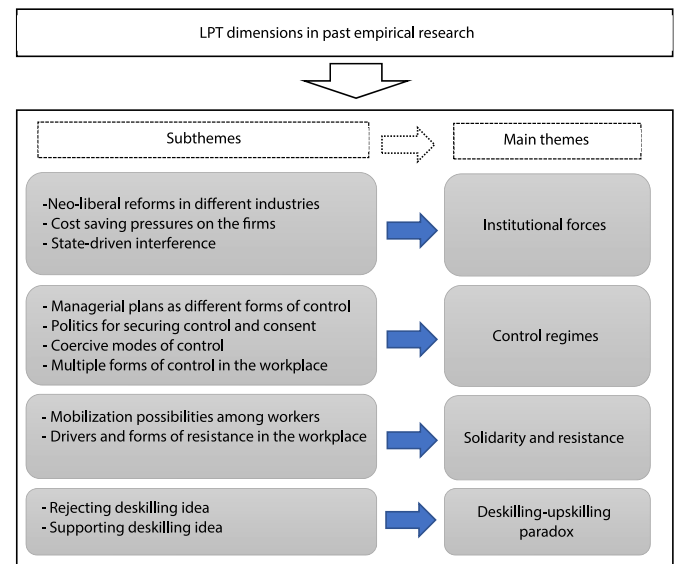 LPT dimensions in past empirical research
Subthemes
Main themes
-Neo-liberal reforms in different industries
- Cost saving pressures on the firms
- State-driven interference
Institutional forces
- Managerial plans as different forms of control
- Politics for securing control and consent
- Coercive modes of control
- Multiple forms of control in the workplace
Control regimes
- Mobilization possibilities among workers
- Drivers and forms of resistance in the workplace
Solidarity and resistance
- Rejecting deskilling idea
- Supporting deskilling idea
Deskilling-upskilling
paradox